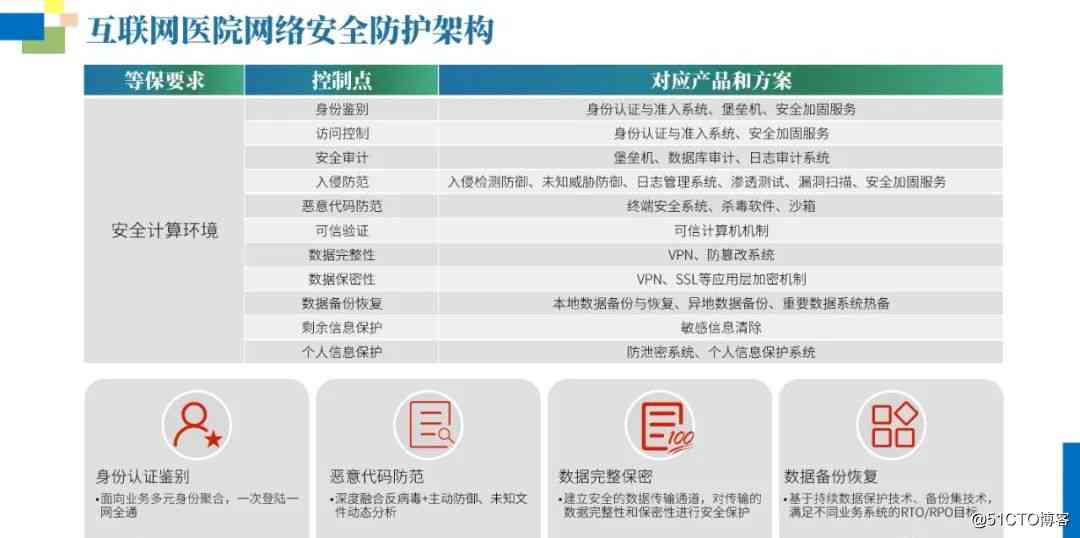 互联网医院网络安全防护架构
等保要求 控制点 对应产品和方案
身份鉴别 身份认证与准入系统、堡垒机、安全加固服务
访问控制 身份认证与准入系统、安全加固服务
安全审计 堡垒机、数据库审计、日志审计系统
入侵防范 入侵检测防御、未知威胁防御、日志管理系统、渗透测试、漏洞扫描、安全加固服务
恶意代码防范 终端安全系统、杀毒软件、沙箱
安全计算环境 可信验证 可信计算机机制
数据完整性 VPN、防篡改系统
数据保密性 VPN、SSL等应用层加密机制
数据备份恢复 本地数据备份与恢复、异地数据备份、重要数据系统热备
剩余信息保护 敏感信息清除
个人信息保护 防泄密系统、个人信息保护系统
身份认证鉴别
•面向业务多元身份聚合，一次登陆一
网全通
恶意代码防范
•深度融合反病毒+主动防御、未知文
件动态分析
100
数据完整保密
•建立安全的数据传输通道，对传输的
数据完整性和保密性进行安全保护
数据备份恢复
•基于持续数据保护技术、备份集技术，
满足不同业务系统的RTO/RPO目标
@51CTO博客